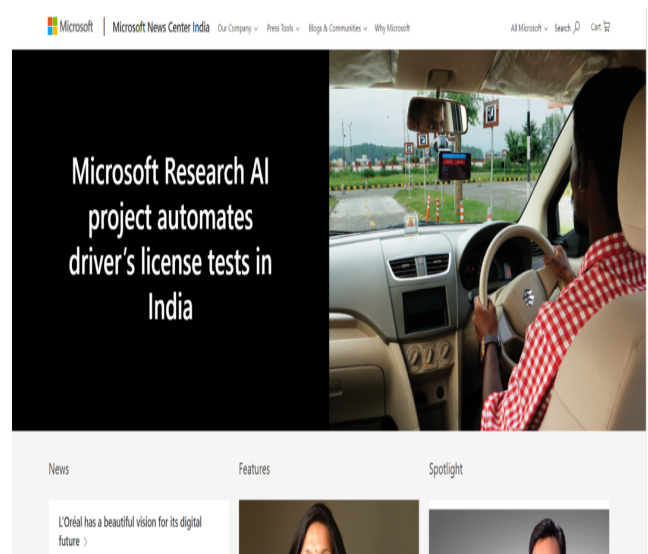 Microsoft | Microsoft News Center India Our Company Press Tools Blogs & Communities Why Microsoft All Microsoft Search Cart
Microsoft Research AI
project automates
driver's license tests in
India
News Features Spotlight
L'Oréal has a beautiful vision for its digital
future